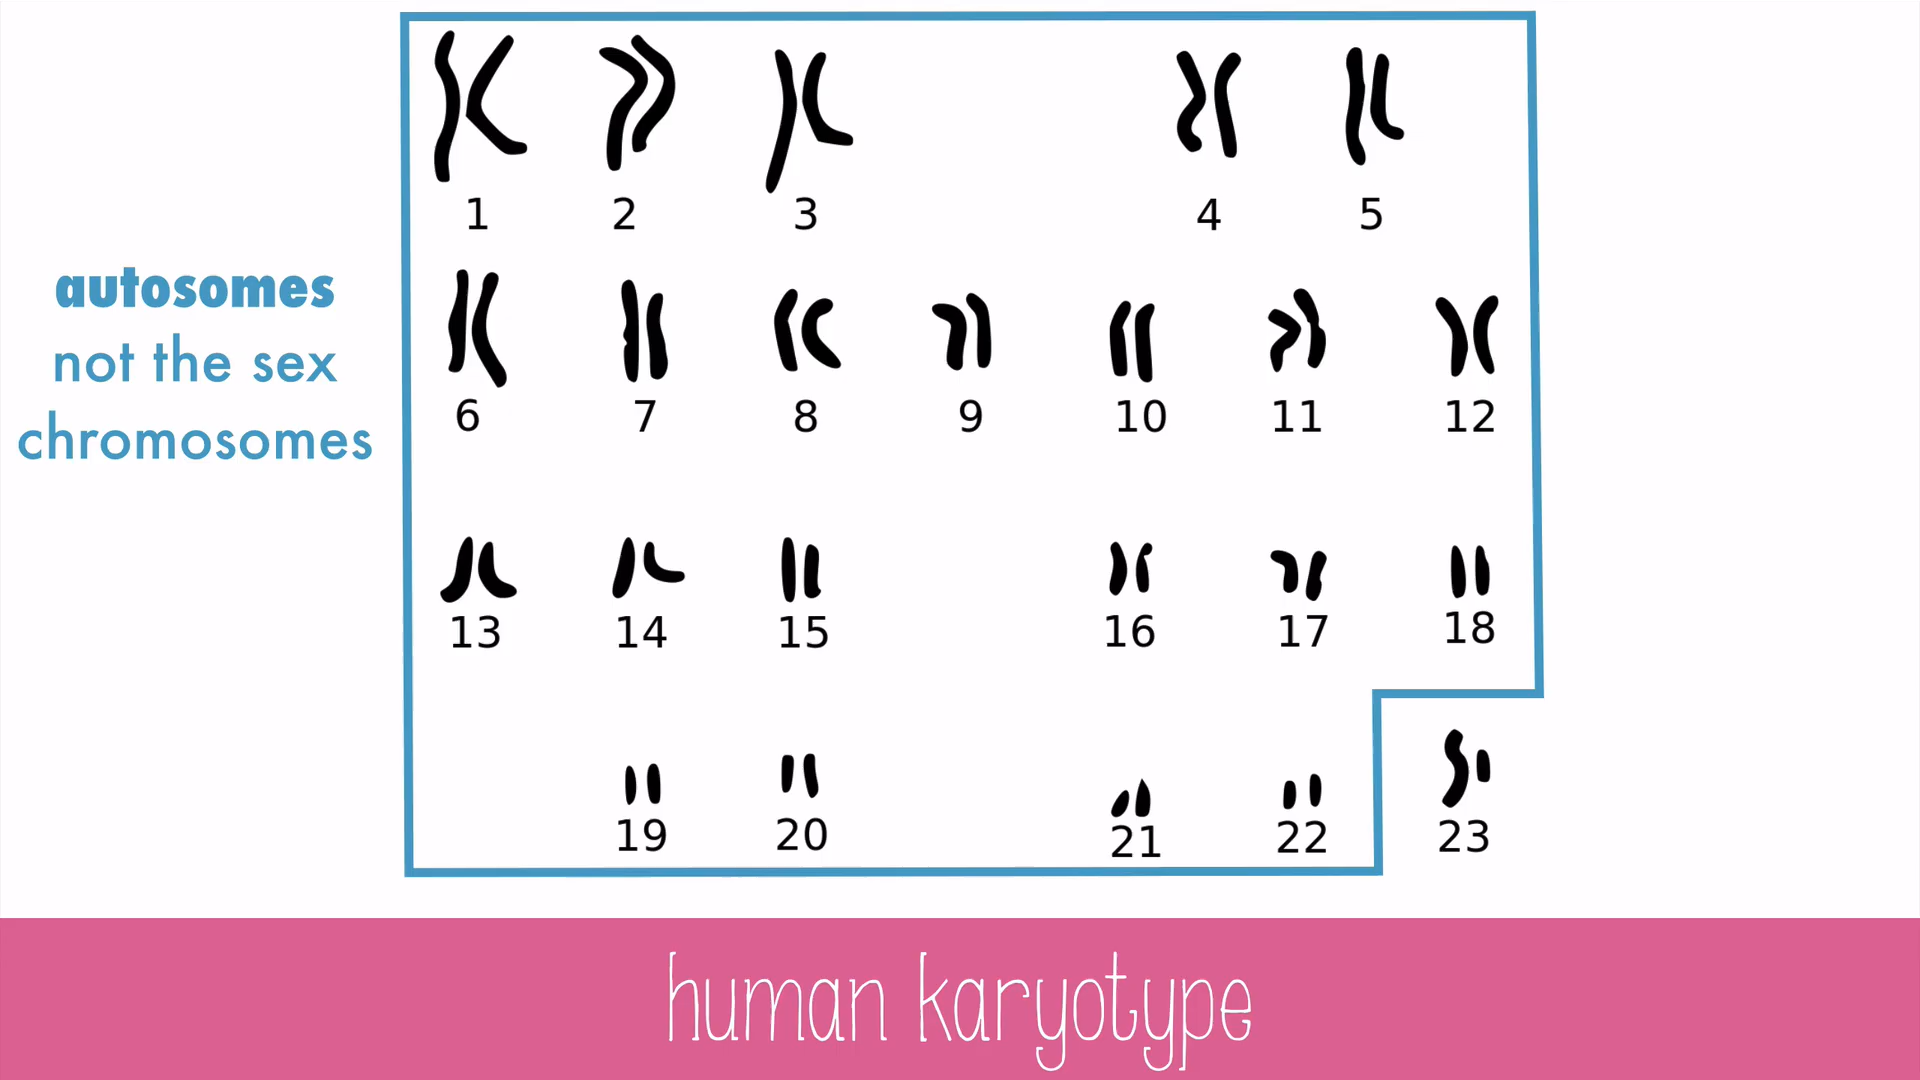 1 2 3 4 5
autosomes
not the sex
chromosomes
6 7 8 9 10 11 12
13 14 15 16 17 18
19 20 21 22 23
human karyotype